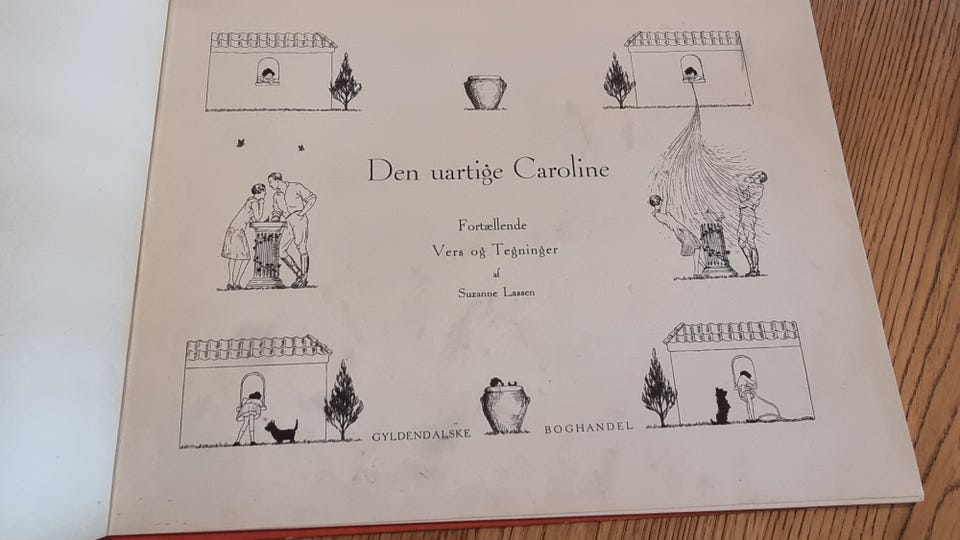 Den uartige Caroline
Fortællende
Vers og Tegninger
af
Suzanne Lassen
GYLDENDALSKE BOGHANDEL